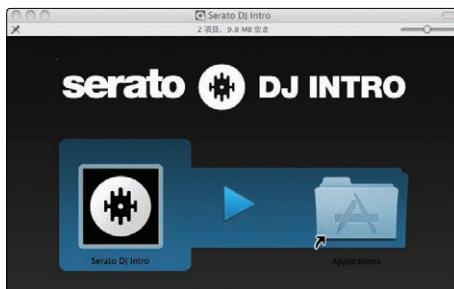 Serato DJ Intro
2 項目、9.8 MB 空き
serato DJ INTRO
Serato DJ Intro
Applications